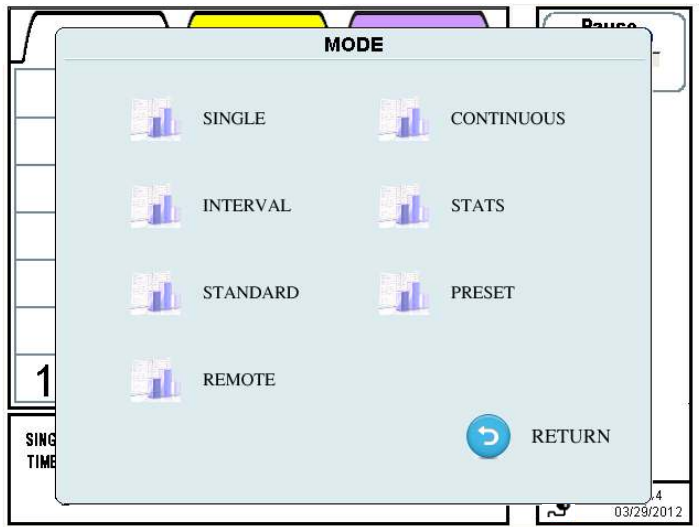 Pause
MODE
SINGLE
CONTINUOUS
INTERVAL
STATS
STANDARD
PRESET
REMOTE
1
RETURN
SING
TIME
.4
03/29/2012